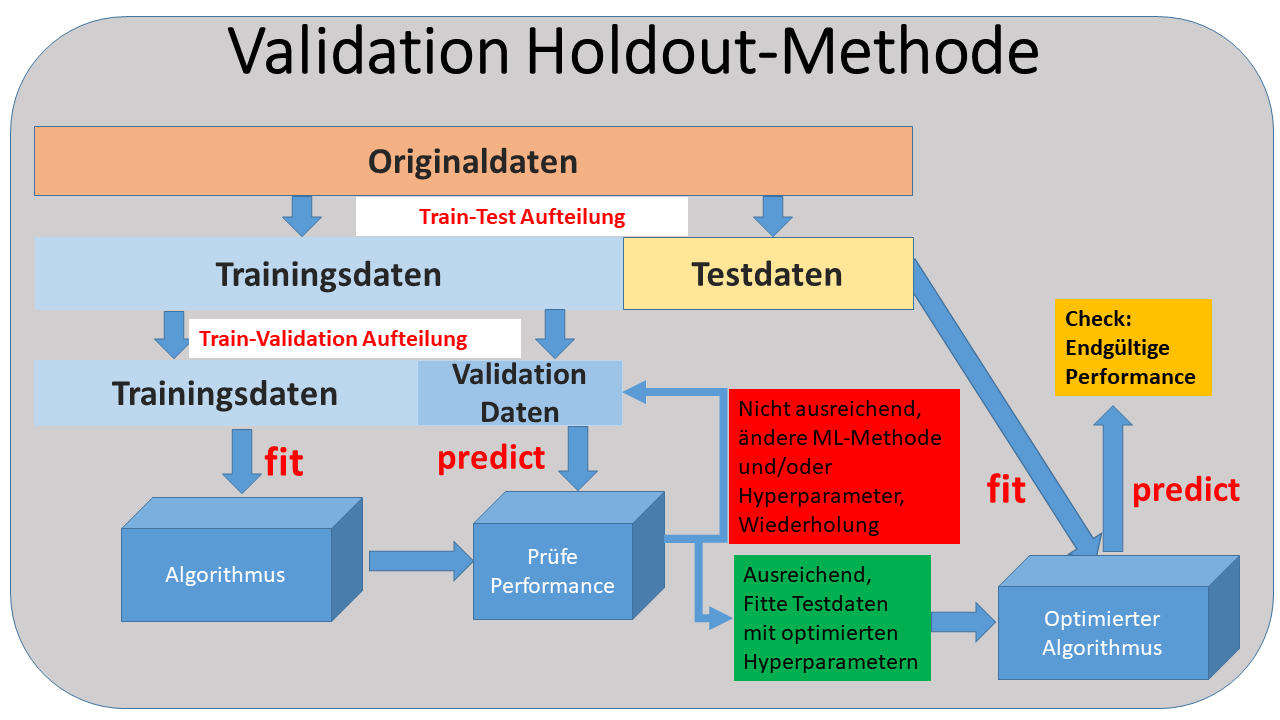 Validation Holdout-Methode
Originaldaten
Train-Test Aufteilung
Trainingsdaten
Testdaten
Train-Validation Aufteilung
Trainingsdaten
Validation
Daten
fit
predict
Algorithmus
Prüfe
Performance
Nicht ausreichend,
ändere ML-Methode
und/oder
Hyperparameter,
Wiederholung
Ausreichend,
Fitte Testdaten
mit optimierten
Hyperparametern
fit
Optimierter
Algorithmus
predict
Check:
Endgültige
Performance